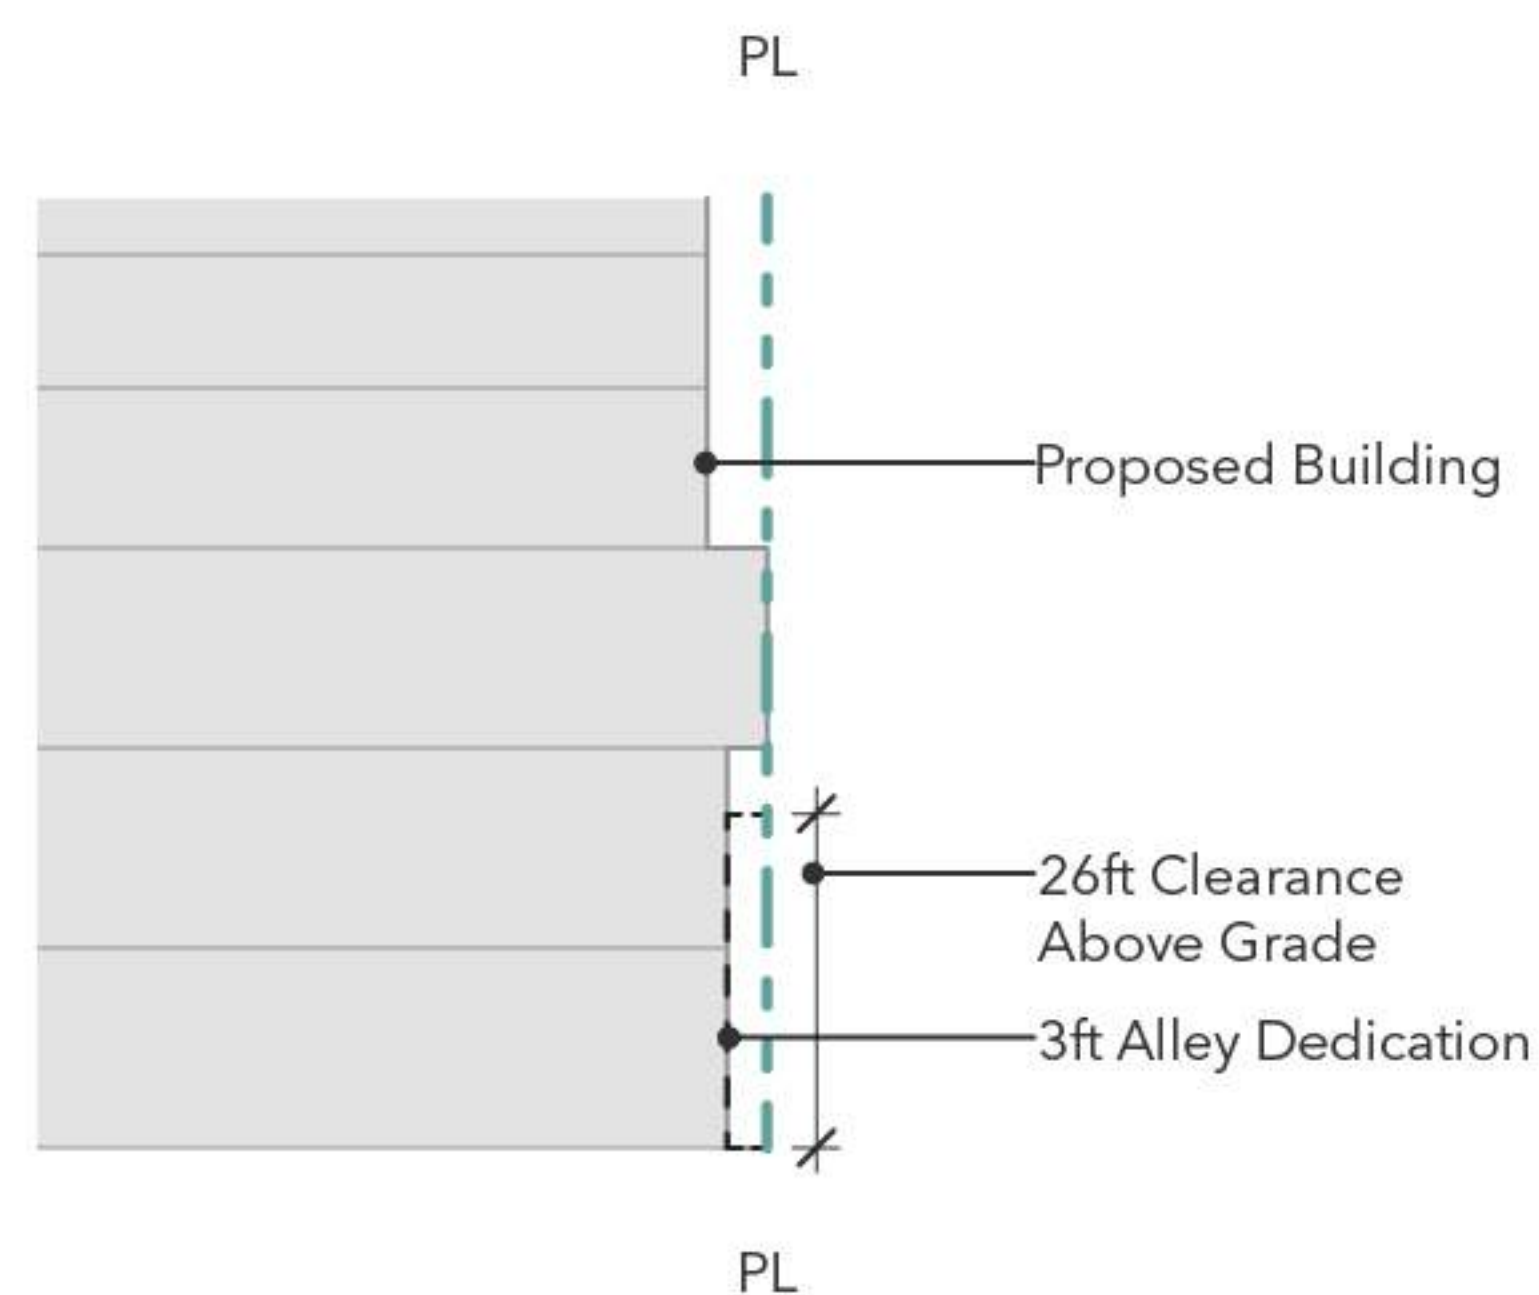 PL
Proposed Building
26ft Clearance
Above Grade
3ft Alley Dedication
PL